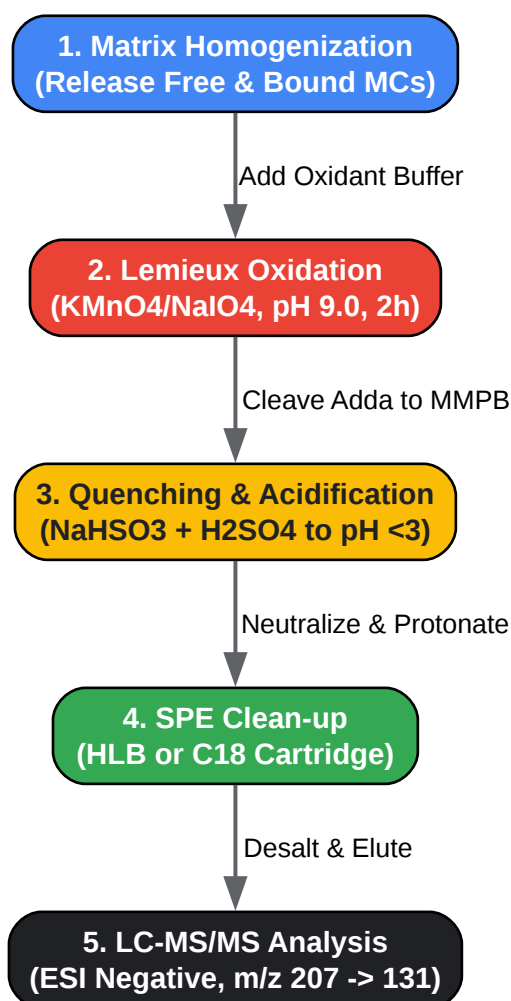 1. Matrix Homogenization
(Release Free & Bound MCs)
Add Oxidant Buffer
2. Lemieux Oxidation
(KMnO4/NaIO4, pH 9.0, 2h)
Cleave Adda to MMPB
3. Quenching & Acidification
(NaHSO3 + H2SO4 to pH <3)
Neutralize & Protonate
4. SPE Clean-up
(HLB or C18 Cartridge)
Desalt & Elute
5. LC-MS/MS Analysis
(ESI Negative, m/z 207 -> 131)